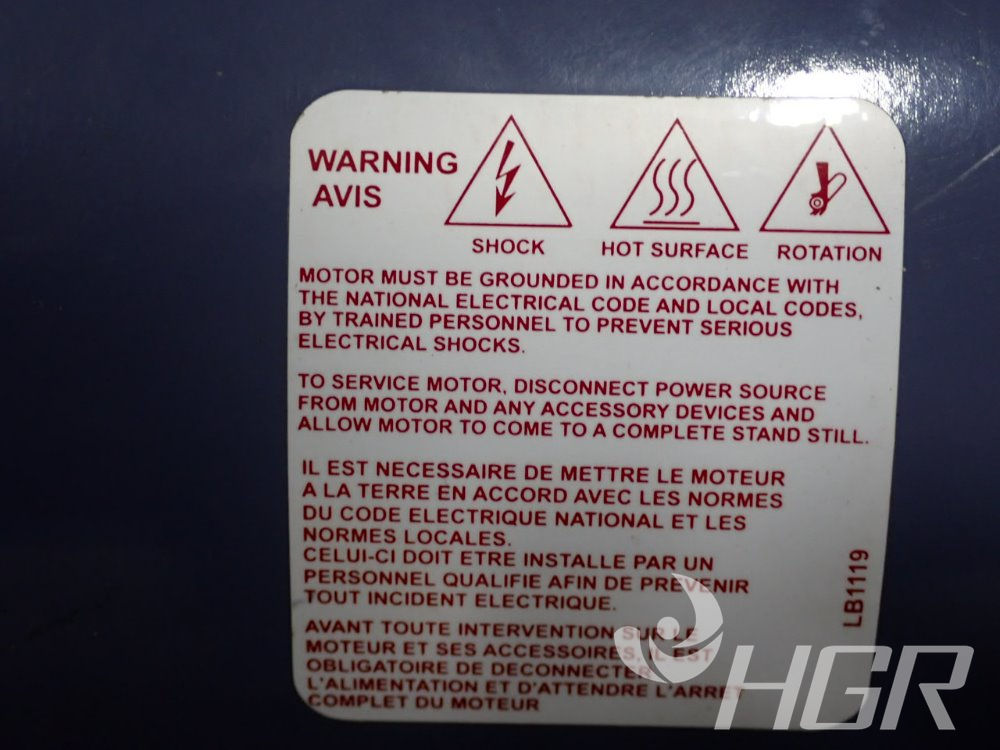 WARNING
AVIS
SHOCK
HOT SURFACE
ROTATION
MOTOR MUST BE GROUNDED IN ACCORDANCE WITH
THE NATIONAL ELECTRICAL CODE AND LOCAL CODES,
BY TRAINED PERSONNEL TO PREVENT SERIOUS
ELECTRICAL SHOCKS.
TO SERVICE MOTOR, DISCONNECT POWER SOURCE
FROM MOTOR AND ANY ACCESSORY DEVICES AND
ALLOW MOTOR TO COME TO A COMPLETE STAND STILL.
IL EST NECESSAIRE DE METTRE LE MOTEUR
A LA TERRE EN ACCORD AVEC LES NORMES
DU CODE ELECTRIQUE NATIONAL ET LES
NORMES LOCALES.
CELUI-CI DOIT ETRE INSTALLE PAR UN
PERSONNEL QUALIFIE AFIN DE PREVENIR
TOUT INCIDENT ELECTRIQUE.
AVANT TOUTE INTERVENTION SUR LE
MOTEUR ET SES ACCESSOIRES, IL EST
OBLIGATOIRE DE DECONNECTER
L'ALIMENTATION ET D'ATTENDRE L'ARRET
COMPLET DU MOTEUR
LB1119
HGR